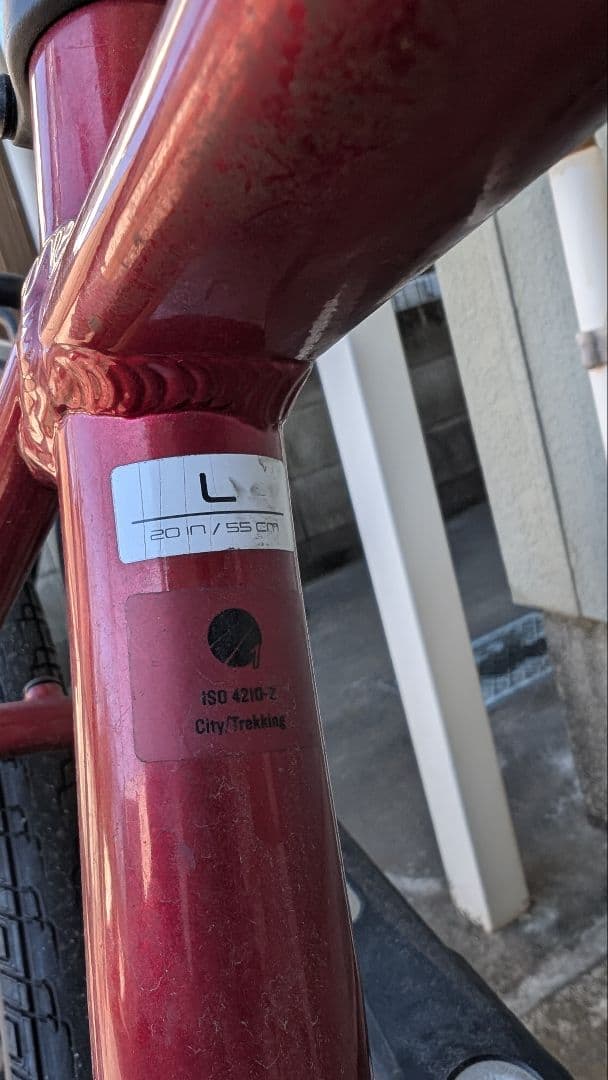 L
20 in / 55 cm
ISO 4210-2
City/Trekking